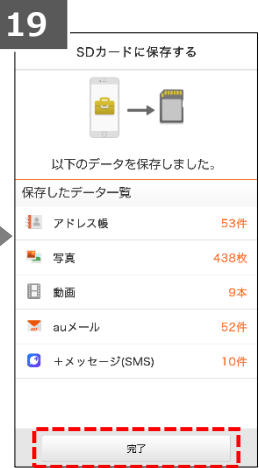 19
SDカードに保存する
以下のデータを保存しました。
保存したデータ一覧
アドレス帳 53件
写真 438枚
動画 9本
auメール 52件
＋メッセージ(SMS) 10件
完了